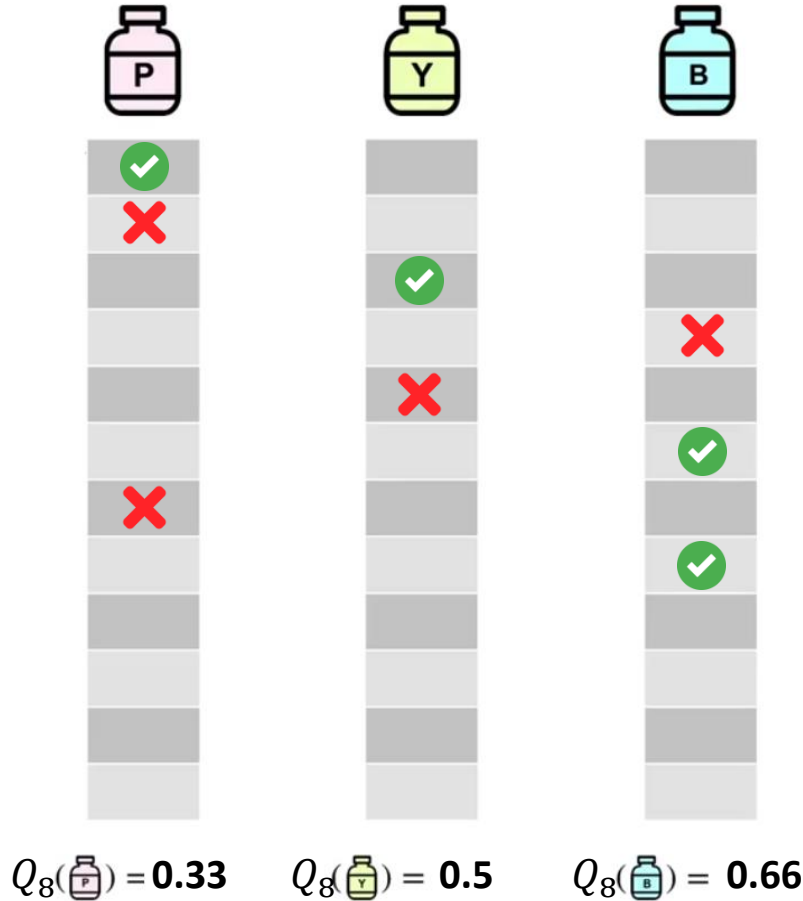 P Y B
Q₈(P) = 0.33 Q₈(Y) = 0.5 Q₈(B) = 0.66